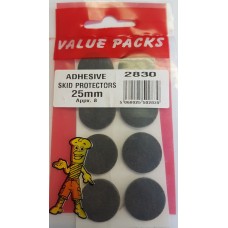 VALUE PACKS
ADHESIVE
SKID PROTECTORS
25mm
Appx. 8
2830